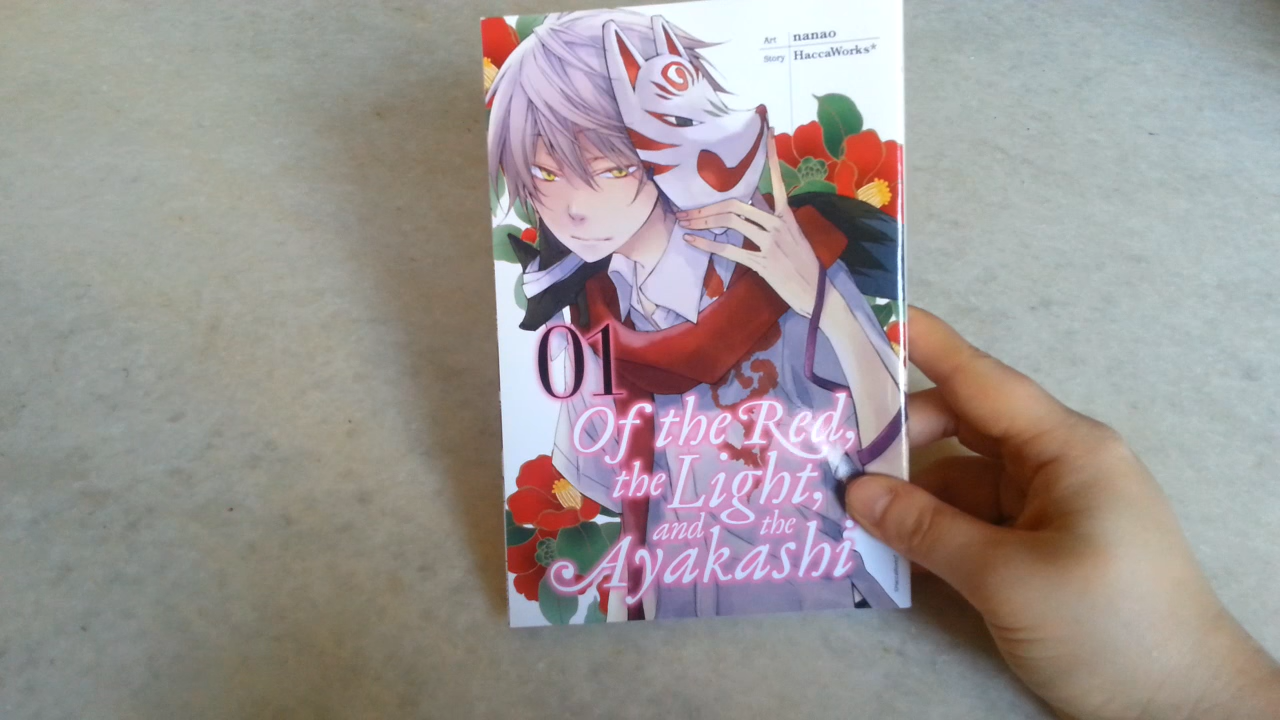 Art nanao
Story HaccaWorks*
01
Of the Red,
the Light,
and the
Ayakashi